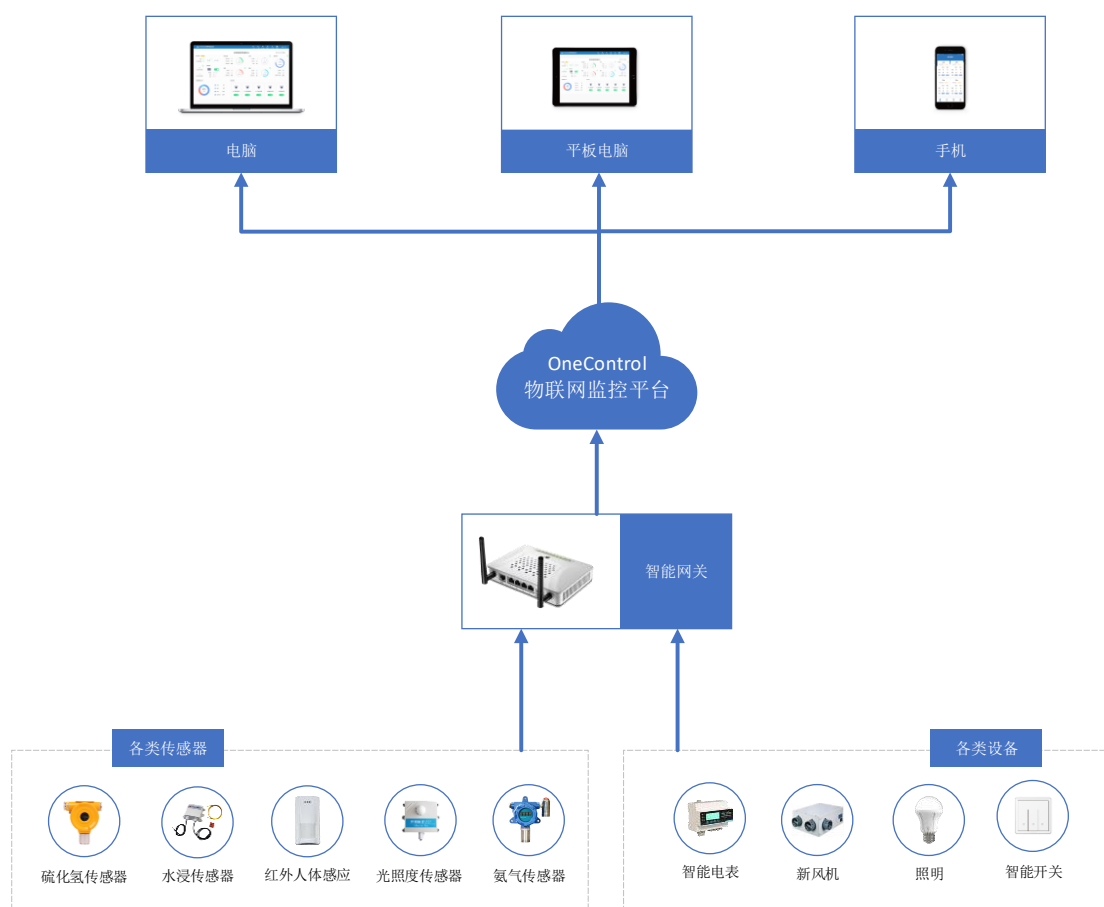 电脑
平板电脑
手机
OneControl
物联网监控平台
智能网关
各类传感器
各类设备
硫化氢传感器
水浸传感器
红外人体感应
光照度传感器
氨气传感器
智能电表
新风机
照明
智能开关